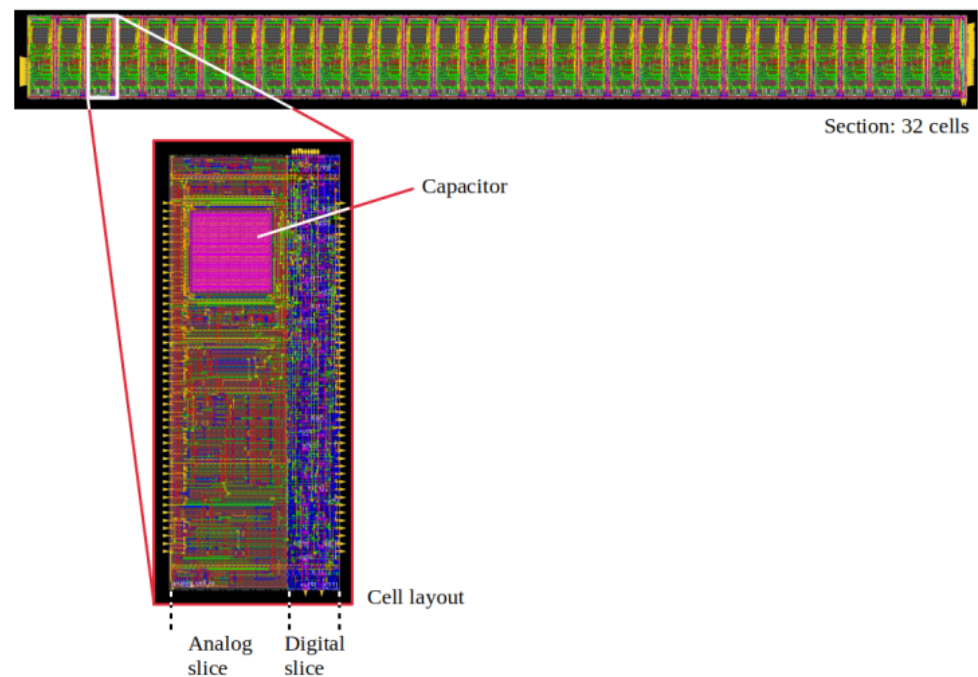 Section: 32 cells
Capacitor
Cell layout
Analog
slice
Digital
slice